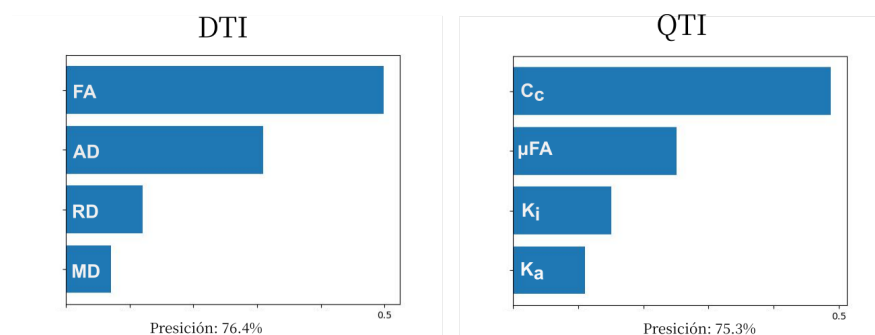 DTI
FA
AD
RD
MD
0.5
Presición: 76.4%
QTI
Cc
μFA
Ki
Ka
0.5
Presición: 75.3%